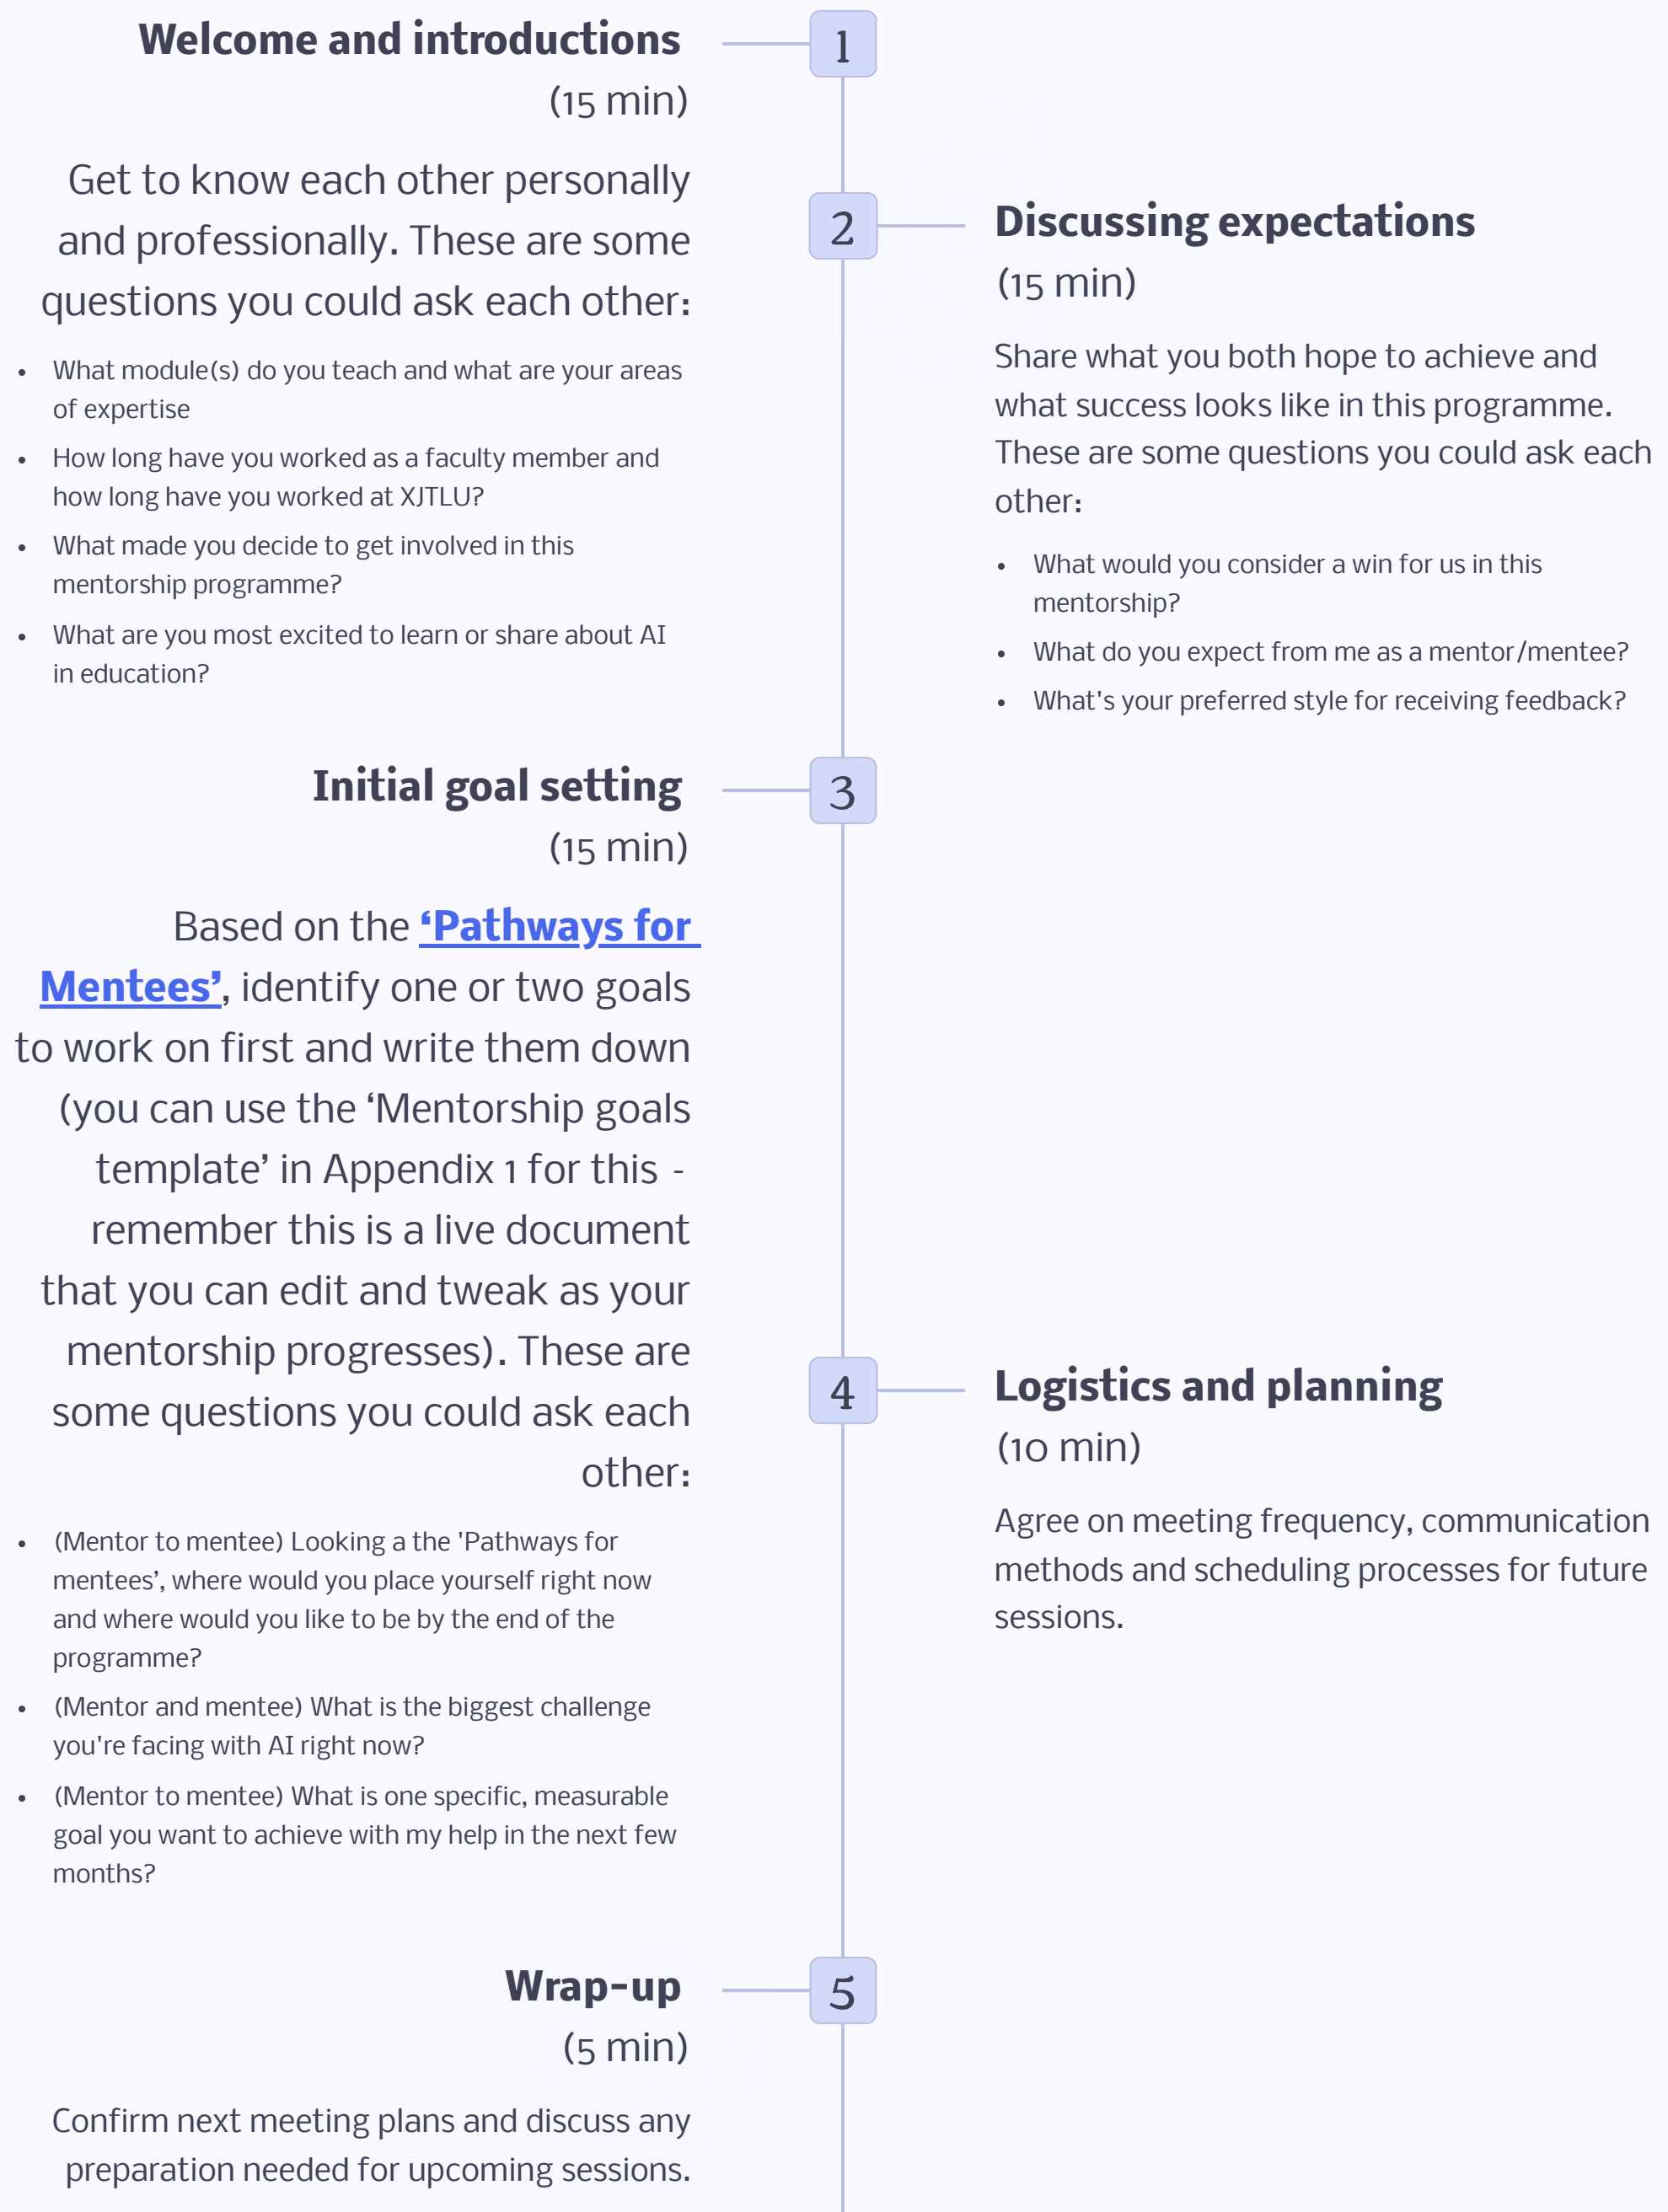 Welcome and introductions
1
(15 min)
Get to know each other personally
and professionally. These are some
questions you could ask each other:
• What module(s) do you teach and what are your areas
of expertise
• How long have you worked as a faculty member and
how long have you worked at XJTLU?
• What made you decide to get involved in this
mentorship programme?
• What are you most excited to learn or share about AI
in education?
2
Discussing expectations
(15 min)
Share what you both hope to achieve and
what success looks like in this programme.
These are some questions you could ask each
other:
• What would you consider a win for us in this
mentorship?
• What do you expect from me as a mentor/mentee?
• What's your preferred style for receiving feedback?
Initial goal setting
3
(15 min)
Based on the ‘Pathways for
Mentees’, identify one or two goals
to work on first and write them down
(you can use the ‘Mentorship goals
template’ in Appendix 1 for this -
remember this is a live document
that you can edit and tweak as your
mentorship progresses). These are
some questions you could ask each
other:
• (Mentor to mentee) Looking a the 'Pathways for
mentees’, where would you place yourself right now
and where would you like to be by the end of the
programme?
• (Mentor and mentee) What is the biggest challenge
you're facing with AI right now?
• (Mentor to mentee) What is one specific, measurable
goal you want to achieve with my help in the next few
months?
4
Logistics and planning
(10 min)
Agree on meeting frequency, communication
methods and scheduling processes for future
sessions.
Wrap-up
5
(5 min)
Confirm next meeting plans and discuss any
preparation needed for upcoming sessions.